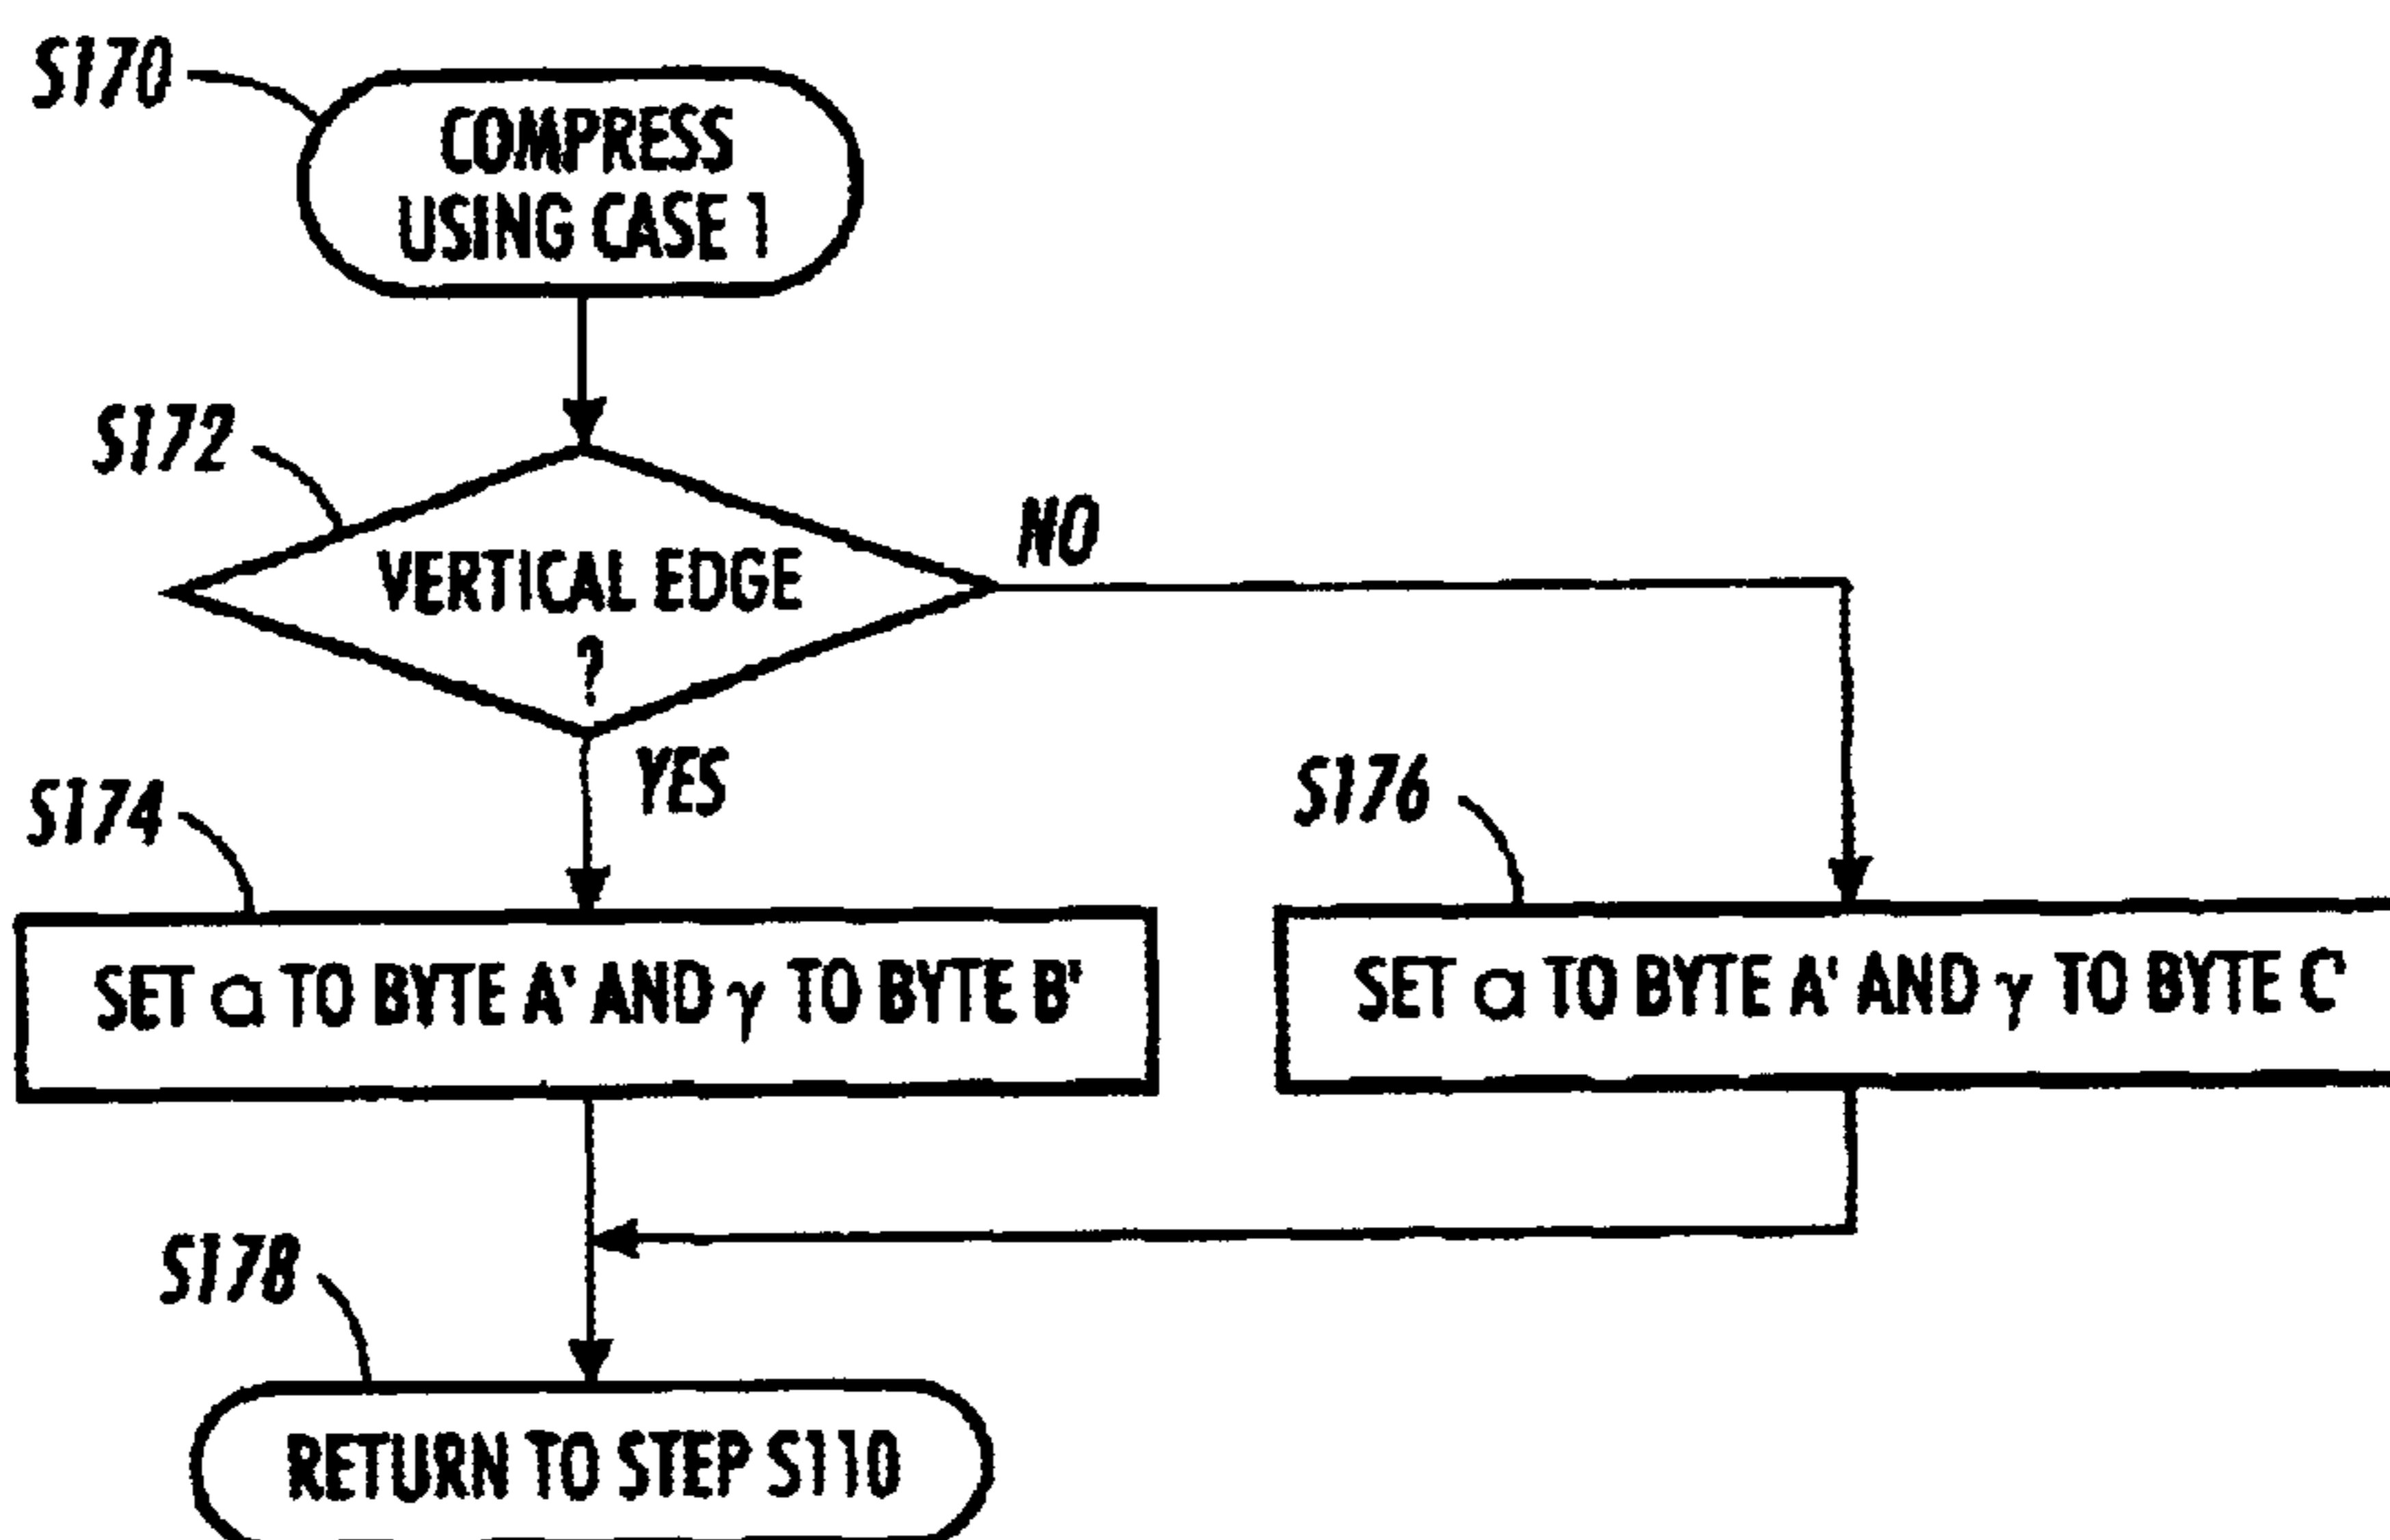 S170
COMPRESS
USING CASE 1
S172
VERTICAL EDGE
?
NO
YES
S174
SET α TO BYTE A' AND γ TO BYTE B'
S176
SET α TO BYTE A' AND γ TO BYTE C'
S178
RETURN TO STEP S110